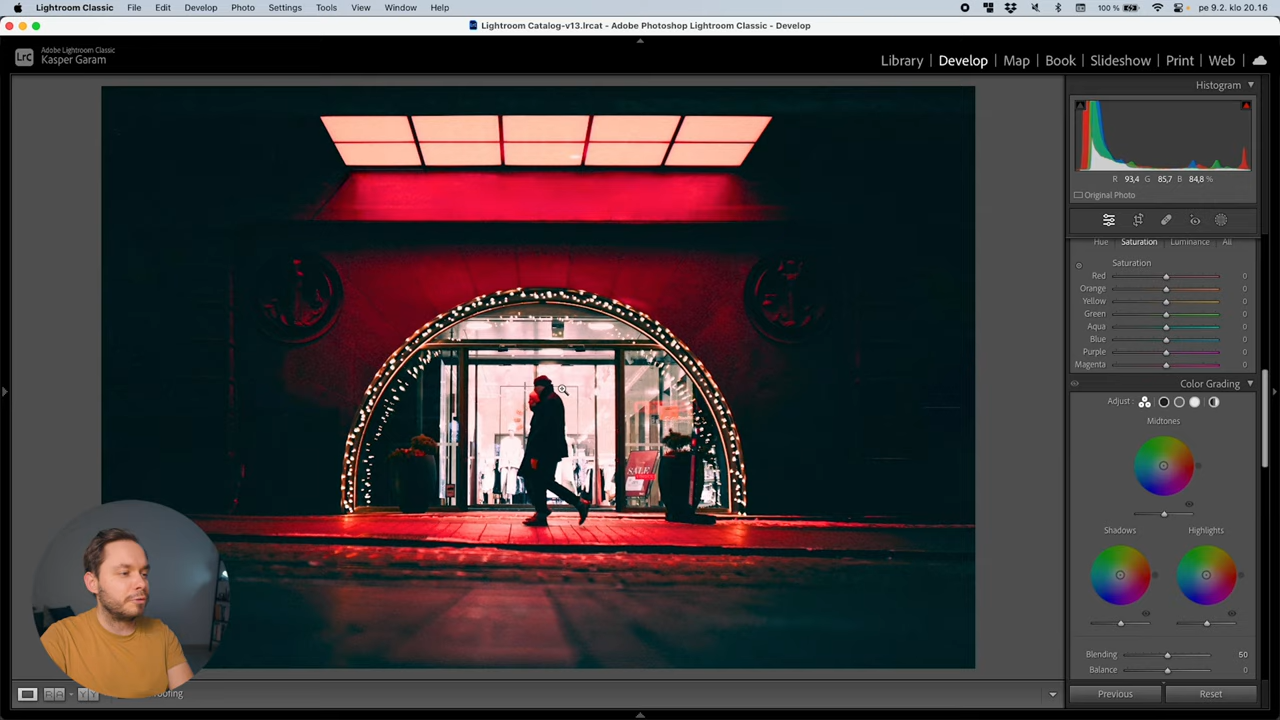 Lightroom Classic File Edit Develop Photo Settings Tools View Window Help 100 % pe 9.2. klo 20.16
Lightroom Catalog-v13.lrcat - Adobe Photoshop Lightroom Classic - Develop
Lrc
Adobe Lightroom Classic
Kasper Garam
Library | Develop | Map | Book | Slideshow | Print | Web
Histogram
R 93,4 G 85,7 B 84,8 %
Original Photo
Hue Saturation Luminance All
Saturation
Red 0
Orange 0
Yellow 0
Green 0
Aqua 0
Blue 0
Purple 0
Magenta 0
Color Grading
Adjust:
Midtones
Shadows Highlights
Blending 50
Balance 0
SALE
R A Y Y oofing
Previous Reset